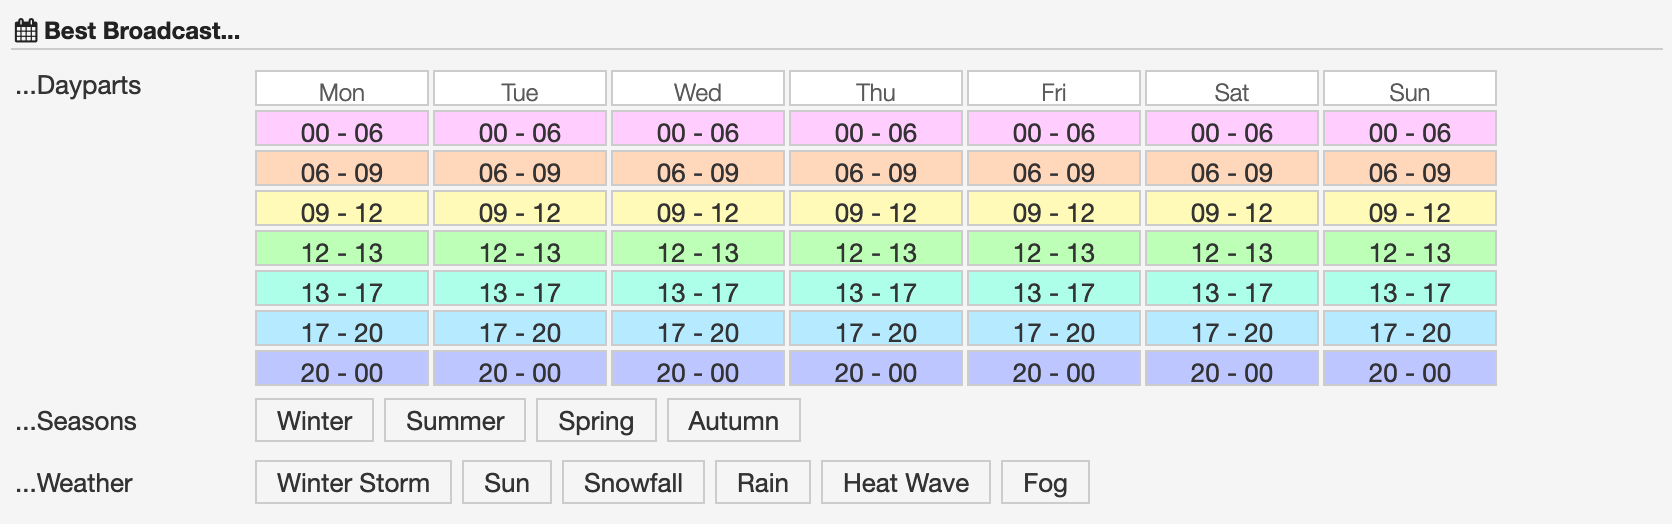 Best Broadcast...
...Dayparts Mon Tue Wed Thu Fri Sat Sun
00 - 06 00 - 06 00 - 06 00 - 06 00 - 06 00 - 06 00 - 06
06 - 09 06 - 09 06 - 09 06 - 09 06 - 09 06 - 09 06 - 09
09 - 12 09 - 12 09 - 12 09 - 12 09 - 12 09 - 12 09 - 12
12 - 13 12 - 13 12 - 13 12 - 13 12 - 13 12 - 13 12 - 13
13 - 17 13 - 17 13 - 17 13 - 17 13 - 17 13 - 17 13 - 17
17 - 20 17 - 20 17 - 20 17 - 20 17 - 20 17 - 20 17 - 20
20 - 00 20 - 00 20 - 00 20 - 00 20 - 00 20 - 00 20 - 00
...Seasons Winter Summer Spring Autumn
...Weather Winter Storm Sun Snowfall Rain Heat Wave Fog